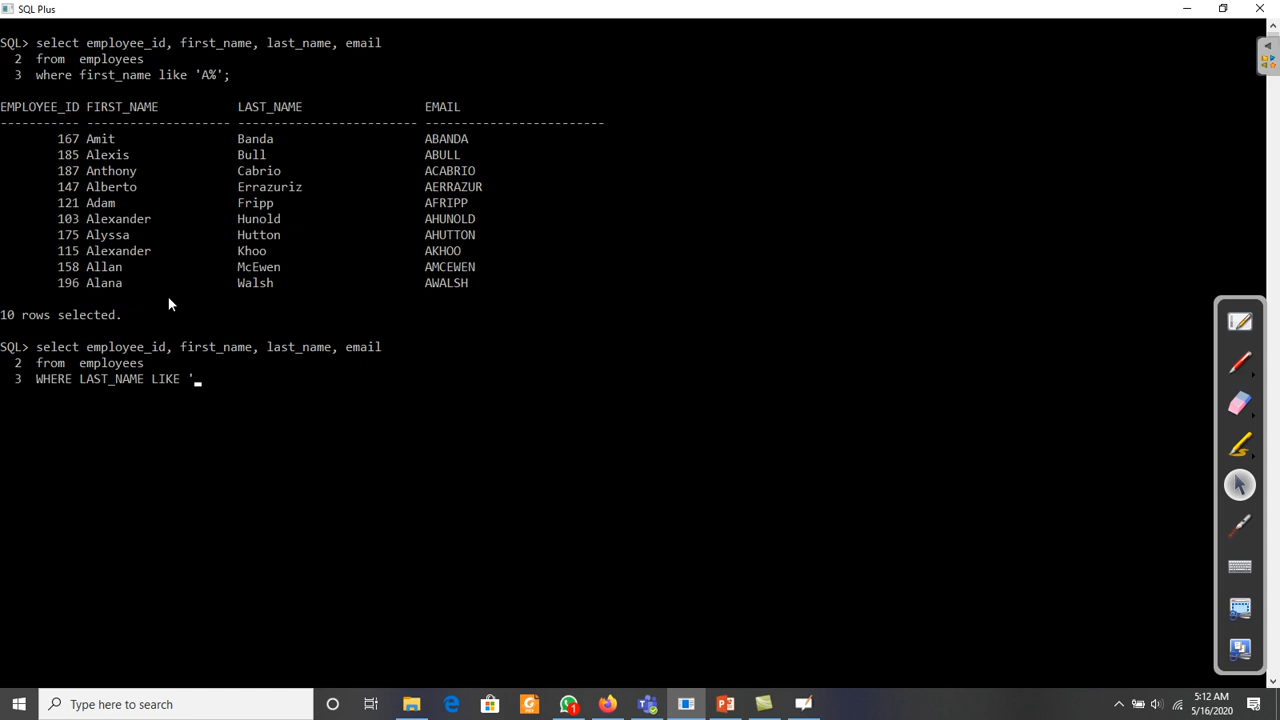 SQL Plus
SQL> select employee_id, first_name, last_name, email
2 from employees
3 where first_name like 'A%';
EMPLOYEE_ID FIRST_NAME LAST_NAME EMAIL
----------- -------------------- ------------------------- -------------------------
167 Amit Banda ABANDA
185 Alexis Bull ABULL
187 Anthony Cabrio ACABRIO
147 Alberto Errazuriz AERRAZUR
121 Adam Fripp AFRIPP
103 Alexander Hunold AHUNOLD
175 Alyssa Hutton AHUTTON
115 Alexander Khoo AKHOO
158 Allan McEwen AMCEWEN
196 Alana Walsh AWALSH
10 rows selected.
SQL> select employee_id, first_name, last_name, email
2 from employees
3 WHERE LAST_NAME LIKE '_
Type here to search
1
5:12 AM
5/16/2020